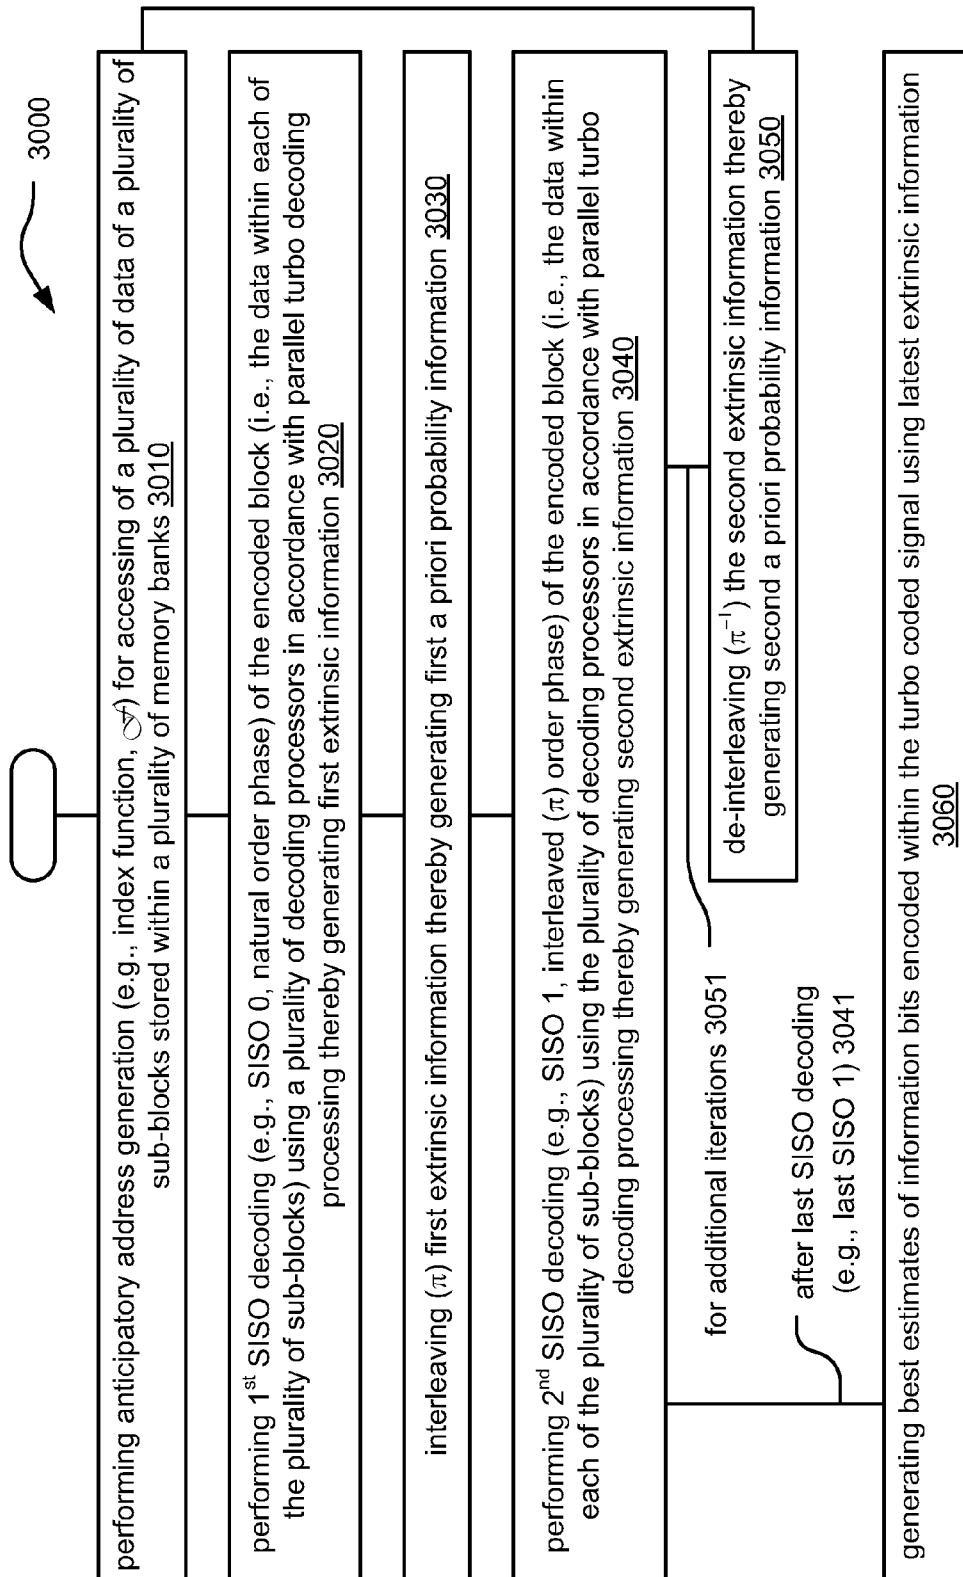 3000
performing anticipatory address generation (e.g., index function, ℱ) for accessing of a plurality of data of a plurality of
sub-blocks stored within a plurality of memory banks 3010
performing 1st SISO decoding (e.g., SISO 0, natural order phase) of the encoded block (i.e., the data within each of
the plurality of sub-blocks) using a plurality of decoding processors in accordance with parallel turbo decoding
processing thereby generating first extrinsic information 3020
interleaving (π) first extrinsic information thereby generating first a priori probability information 3030
performing 2nd SISO decoding (e.g., SISO 1, interleaved (π) order phase) of the encoded block (i.e., the data within
each of the plurality of sub-blocks) using the plurality of decoding processors in accordance with parallel turbo
decoding processing thereby generating second extrinsic information 3040
for additional iterations 3051
de-interleaving (π⁻¹) the second extrinsic information thereby
generating second a priori probability information 3050
after last SISO decoding
(e.g., last SISO 1) 3041
generating best estimates of information bits encoded within the turbo coded signal using latest extrinsic information
3060